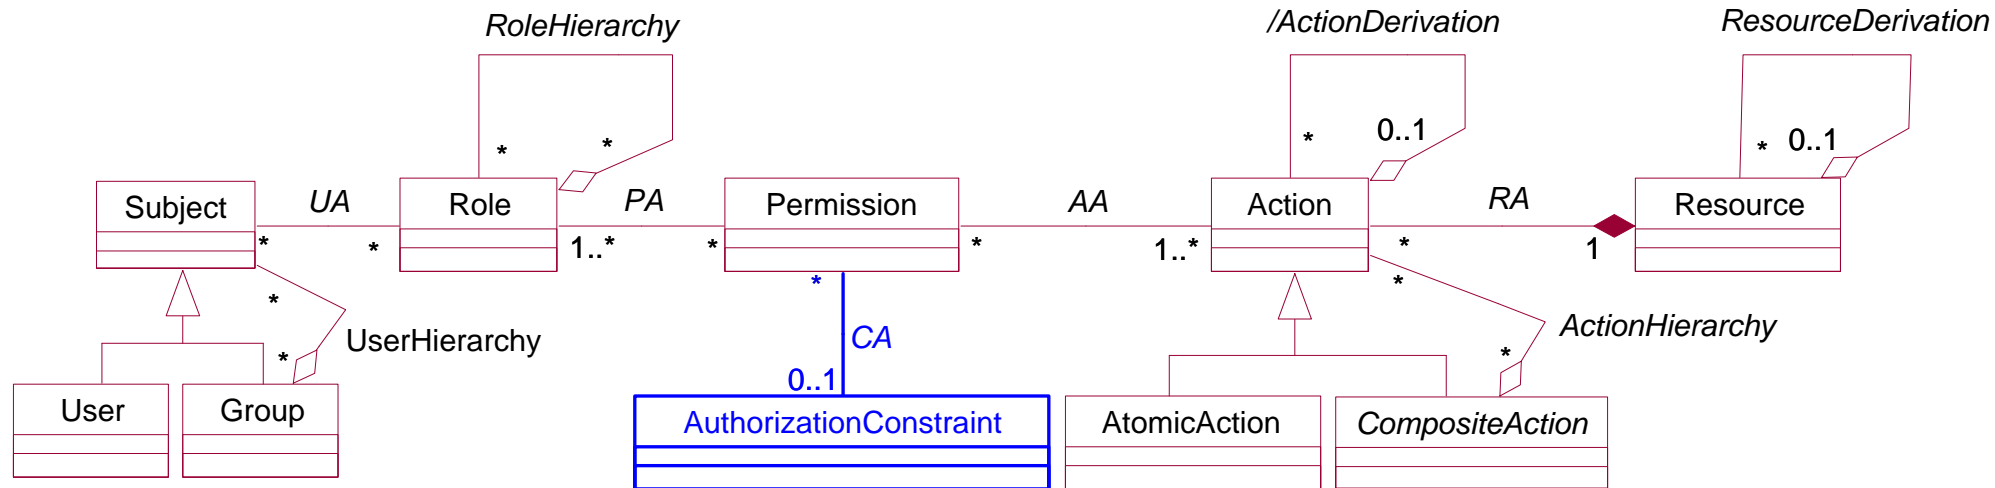 RoleHierarchy
/ActionDerivation
ResourceDerivation
* *
* 0..1
* 0..1
Subject
UA
Role
PA
Permission
AA
Action
RA
Resource
* *
1..* *
* 1..*
* 1
* * *
UserHierarchy
*
CA
0..1
* *
ActionHierarchy
User
Group
AuthorizationConstraint
AtomicAction
CompositeAction